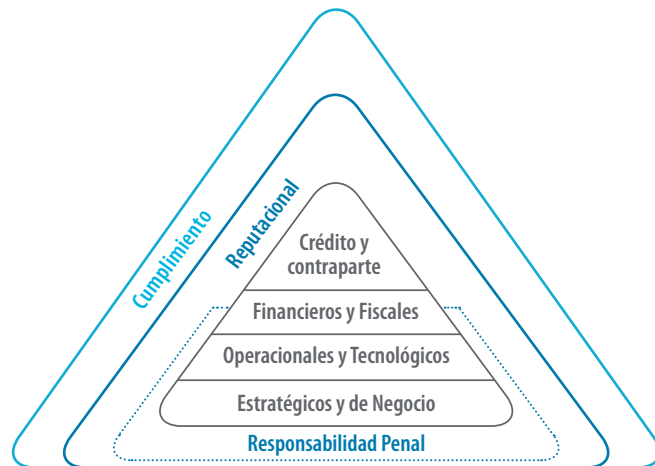 Cumplimiento
Reputacional
Crédito y
contraparte
Financieros y Fiscales
Operacionales y Tecnológicos
Estratégicos y de Negocio
Responsabilidad Penal